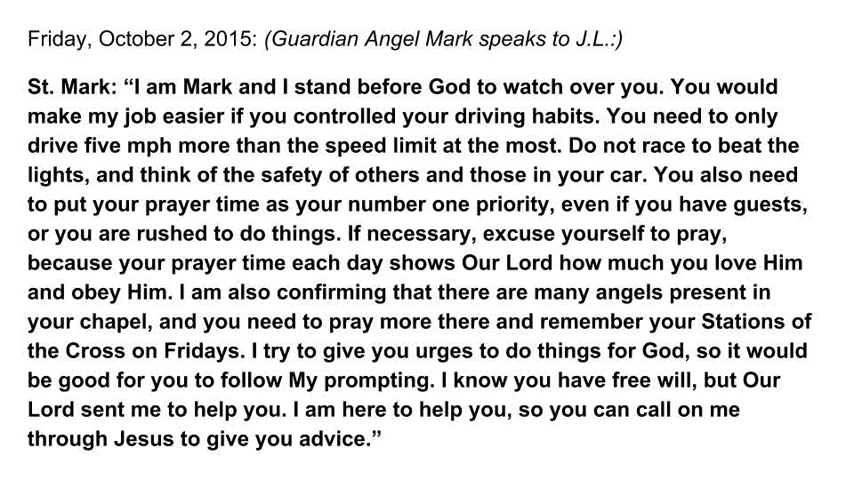 Friday, October 2, 2015: (Guardian Angel Mark speaks to J.L.:)
St. Mark: “I am Mark and I stand before God to watch over you. You would
make my job easier if you controlled your driving habits. You need to only
drive five mph more than the speed limit at the most. Do not race to beat the
lights, and think of the safety of others and those in your car. You also need
to put your prayer time as your number one priority, even if you have guests,
or you are rushed to do things. If necessary, excuse yourself to pray,
because your prayer time each day shows Our Lord how much you love Him
and obey Him. I am also confirming that there are many angels present in
your chapel, and you need to pray more there and remember your Stations of
the Cross on Fridays. I try to give you urges to do things for God, so it would
be good for you to follow My prompting. I know you have free will, but Our
Lord sent me to help you. I am here to help you, so you can call on me
through Jesus to give you advice.”